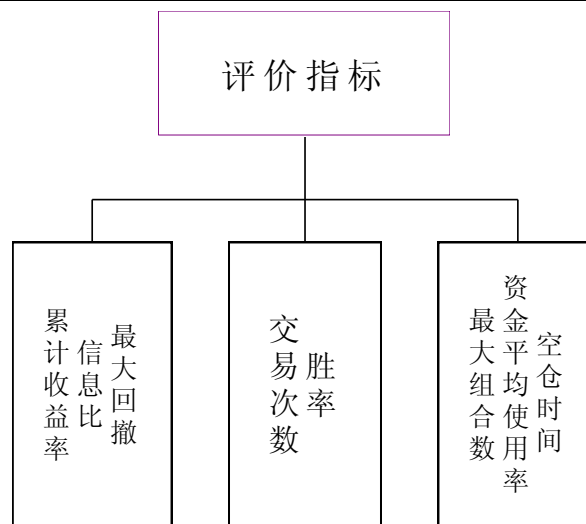 评价指标
累计收益率
信息比
最大回撤
交易次数
胜率
最大组合数
资金平均使用率
空仓时间